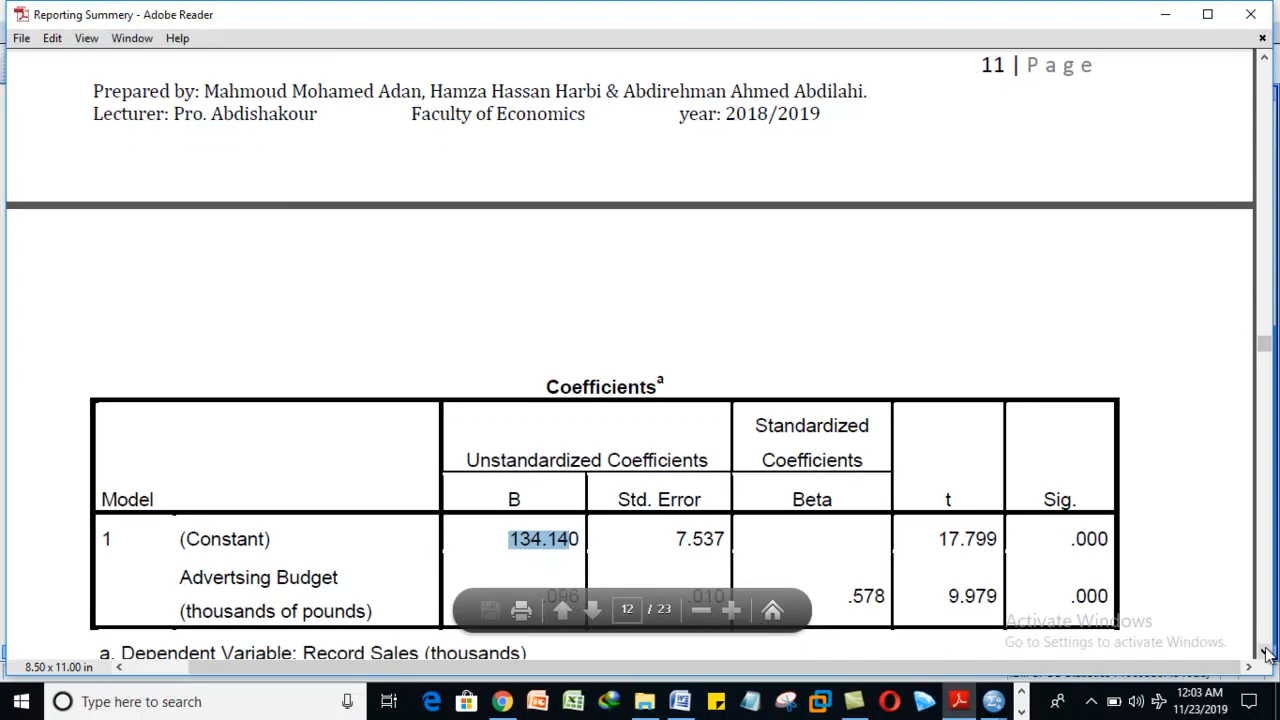 Reporting Summery - Adobe Reader
File Edit View Window Help
11 | Page
Prepared by: Mahmoud Mohamed Adan, Hamza Hassan Harbi & Abdirehman Ahmed Abdilahi.
Lecturer: Pro. Abdishakour Faculty of Economics year: 2018/2019
Coefficientsa
Standardized
Unstandardized Coefficients Coefficients
Model B Std. Error Beta t Sig.
1 (Constant) 134.140 7.537 17.799 .000
Advertsing Budget
(thousands of pounds) .096 .010 .578 9.979 .000
12 / 23
Activate Windows
Go to Settings to activate Windows.
a. Dependent Variable: Record Sales (thousands)
8.50 x 11.00 in
Type here to search
12:03 AM
11/23/2019